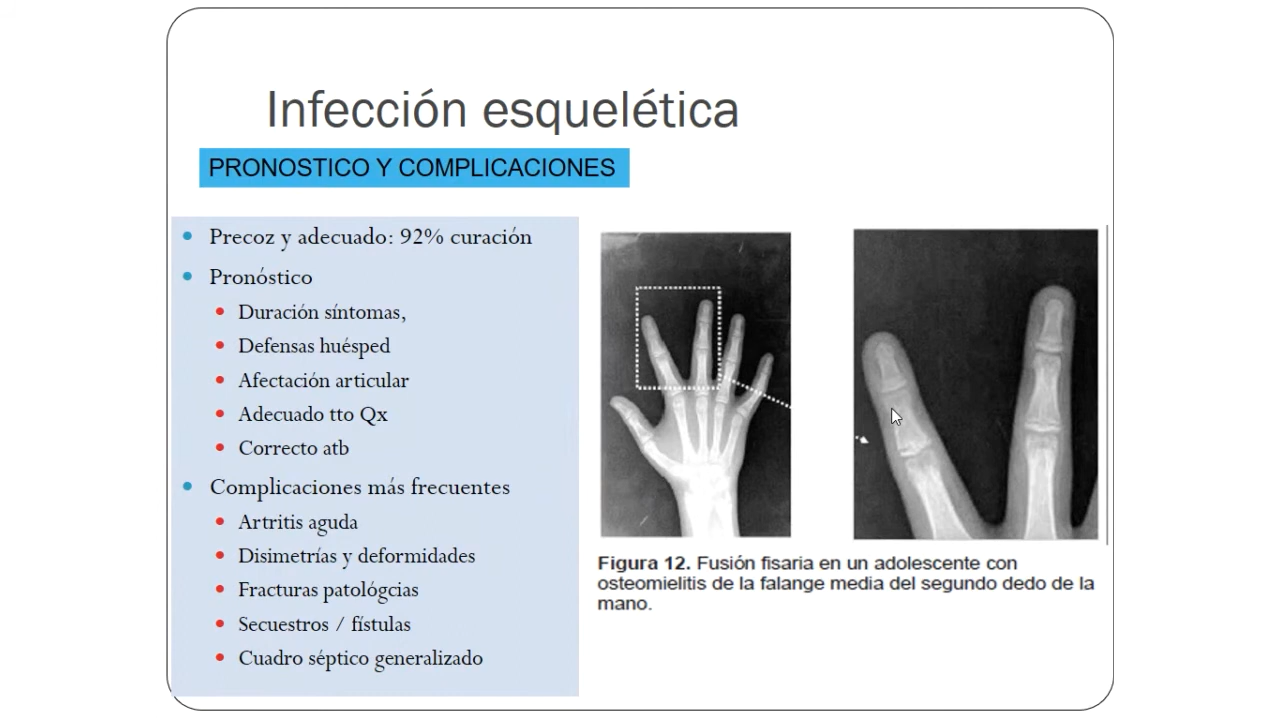 Infección esquelética
PRONOSTICO Y COMPLICACIONES
Precoz y adecuado: 92% curación
Pronóstico
Duración síntomas,
Defensas huésped
Afectación articular
Adecuado tto Qx
Correcto atb
Complicaciones más frecuentes
Artritis aguda
Disimetrías y deformidades
Fracturas patológcias
Secuestros / fístulas
Cuadro séptico generalizado
Figura 12. Fusión fisaria en un adolescente con
osteomielitis de la falange media del segundo dedo de la
mano.